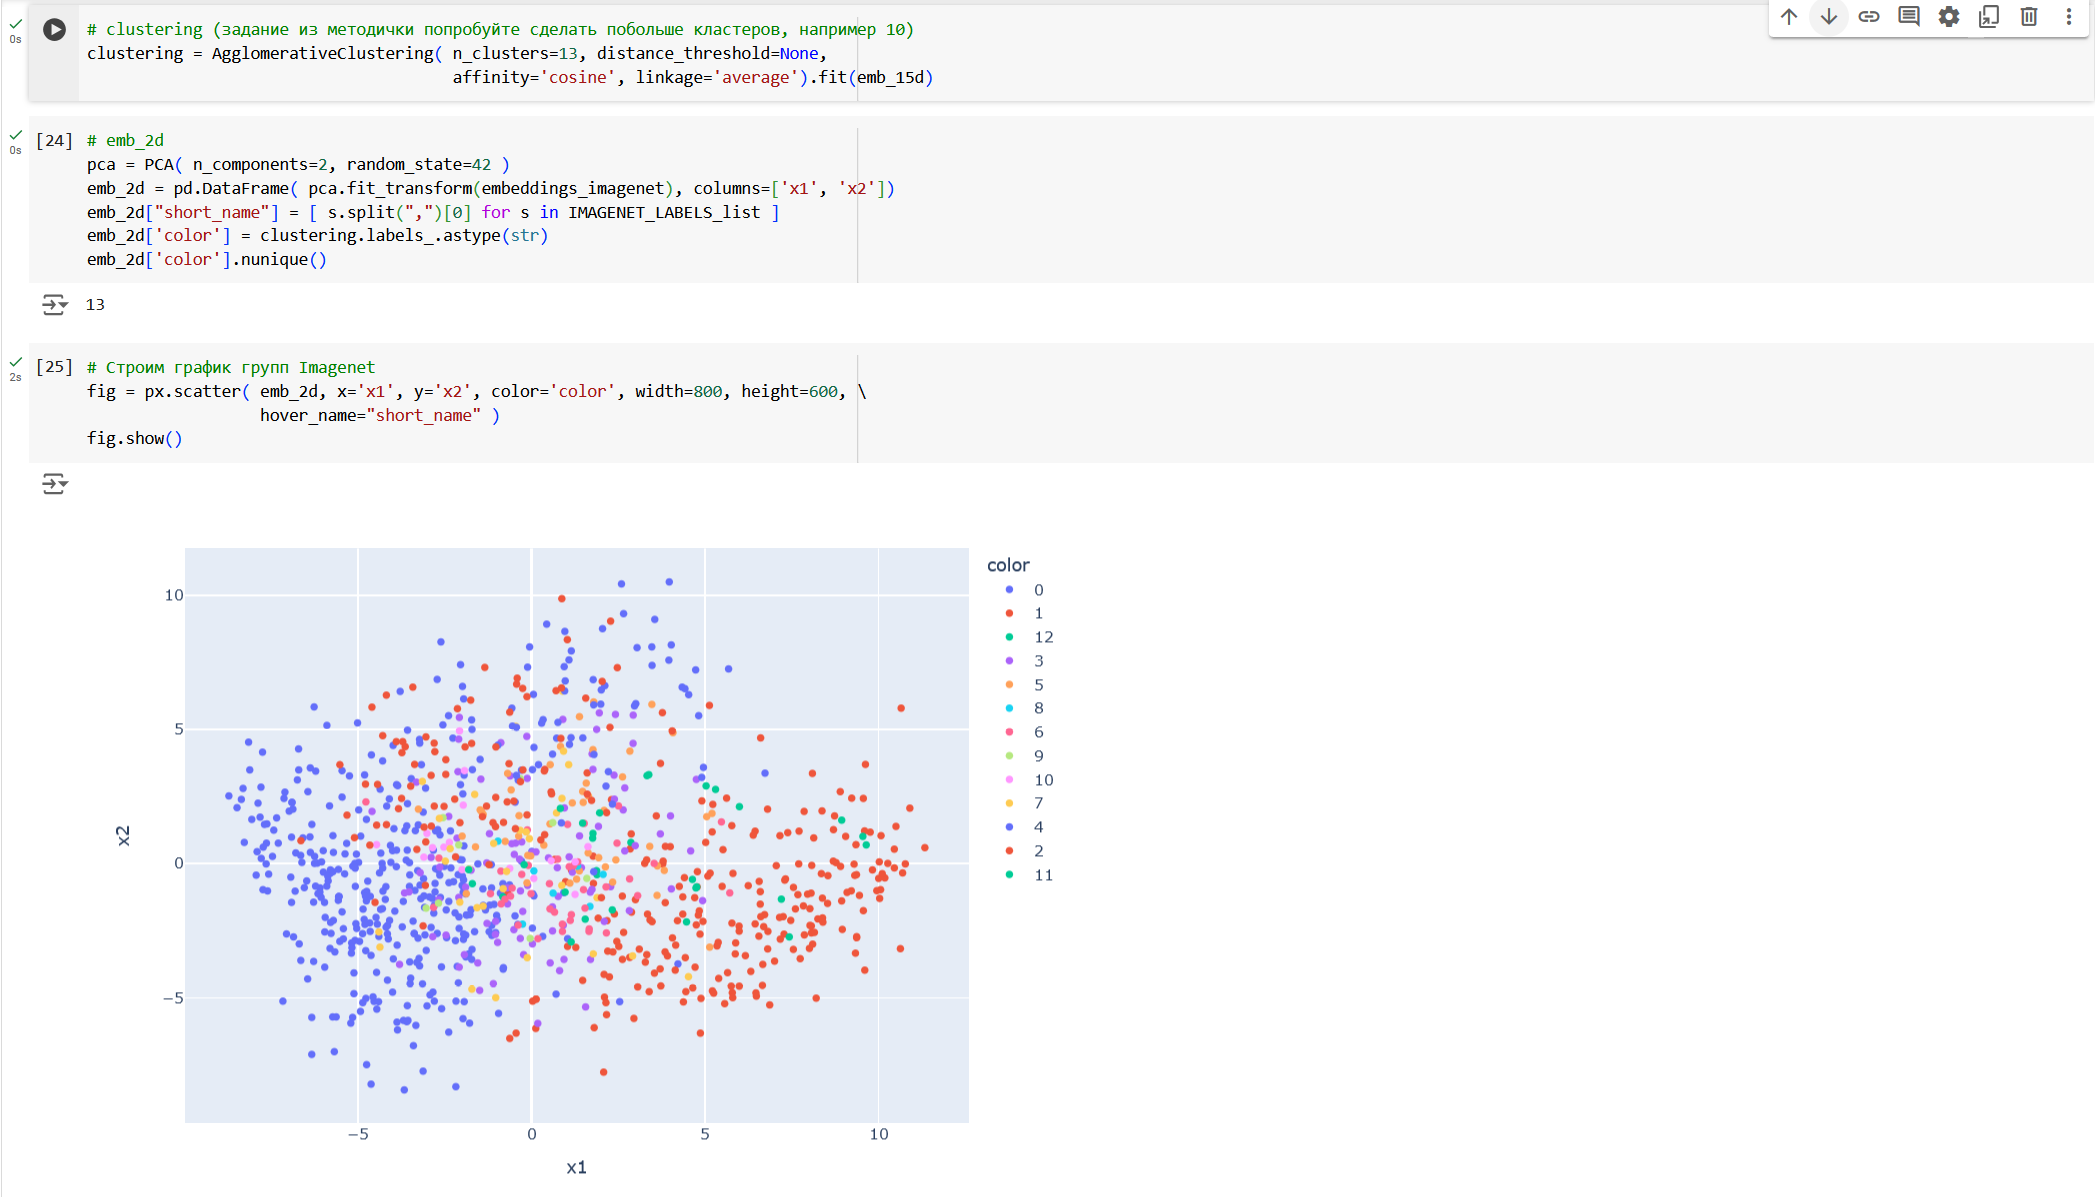 0s
# clustering (задание из методички попробуйте сделать побольше кластеров, например 10)
clustering = AgglomerativeClustering( n_clusters=13, distance_threshold=None,
affinity='cosine', linkage='average').fit(emb_15d)
0s
[24]
# emb_2d
pca = PCA( n_components=2, random_state=42 )
emb_2d = pd.DataFrame( pca.fit_transform(embeddings_imagenet), columns=['x1', 'x2'])
emb_2d["short_name"] = [ s.split(",")[0] for s in IMAGENET_LABELS_list ]
emb_2d['color'] = clustering.labels_.astype(str)
emb_2d['color'].nunique()
13
2s
[25]
# Строим график групп Imagenet
fig = px.scatter( emb_2d, x='x1', y='x2', color='color', width=800, height=600, \
hover_name="short_name" )
fig.show()
10
5
0
−5
x2
−5
0
5
10
x1
color
0
1
12
3
5
8
6
9
10
7
4
2
11